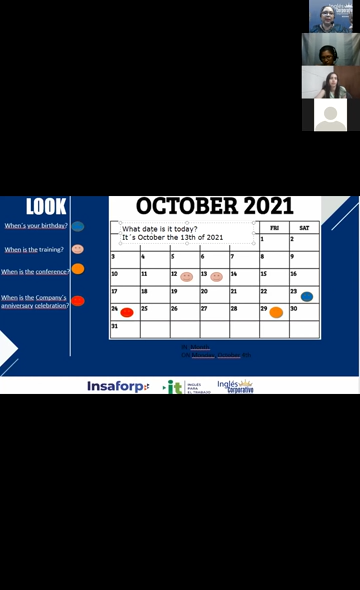 LOOK
OCTOBER 2021
When's your birthday?
When is the training?
When is the conference?
When is the Company's
anniversary celebration?
What date is it today?
It´s October the 13th of 2021
FRI SAT
1 2
3 4 5 6 7 8 9
10 11 12 13 14 15 16
17 18 19 20 21 22 23
24 25 26 27 28 29 30
31
Insaforp
it
INGLÉS
PARA EL
TRABAJO
Inglés
Corporativo